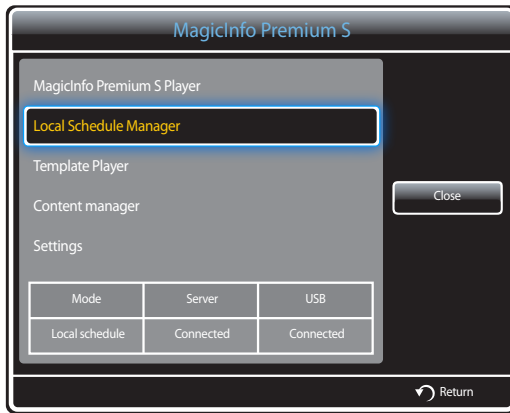 MagicInfo Premium S
MagicInfo Premium S Player
Local Schedule Manager
Template Player
Content manager
Settings
Close
Mode Server USB
Local schedule Connected Connected
Return